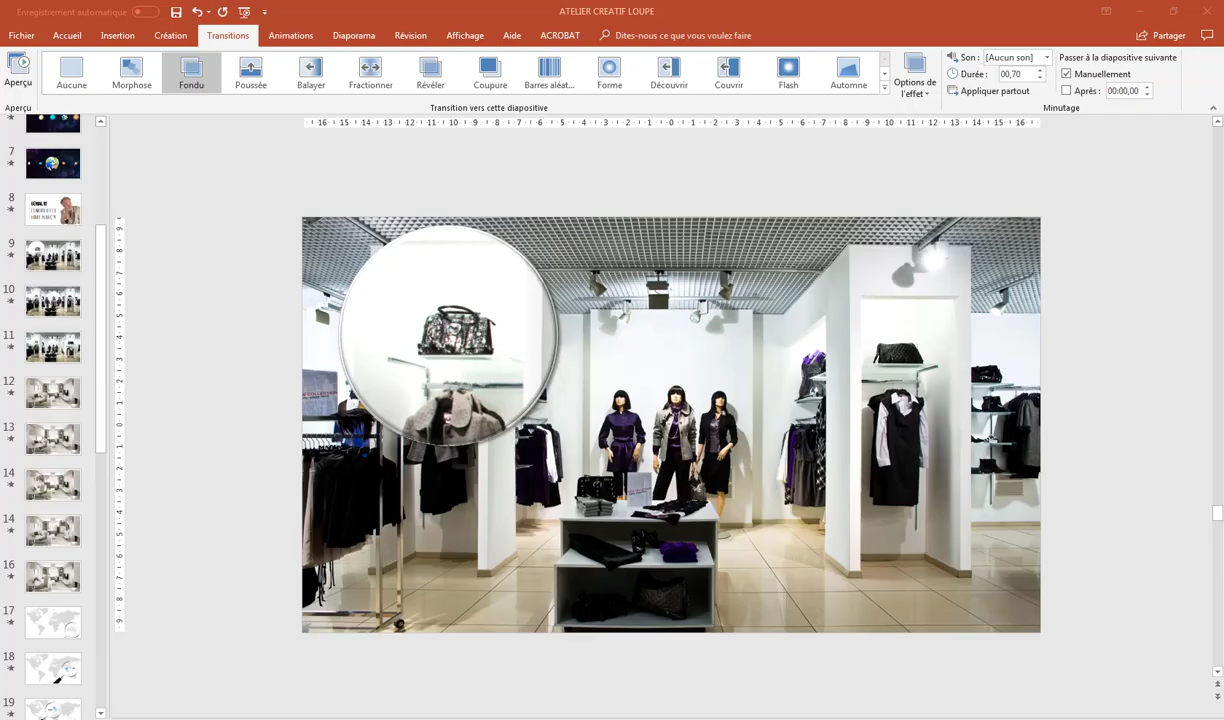 Enregistrement automatique
ATELIER CREATIF LOUPE
Fichier Accueil Insertion Création Transitions Animations Diaporama Révision Affichage Aide ACROBAT Dites-nous ce que vous voulez faire Partager
Aperçu
Aucune Morphose Fondu Poussée Balayer Fractionner Révéler Coupure Barres aléat... Forme Découvrir Couvrir Flash Automne
Options de l'effet
Son : [Aucun son]
Durée : 00,70
Appliquer partout
Passer à la diapositive suivante
Manuellement
Après : 00:00,00
Aperçu Transition vers cette diapositive Minutage
16 15 14 13 12 11 10 9 8 7 6 5 4 3 2 1 0 1 2 3 4 5 6 7 8 9 10 11 12 13 14 15 16
7
8
9
10
11
12
13
14
14
16
17
18
19